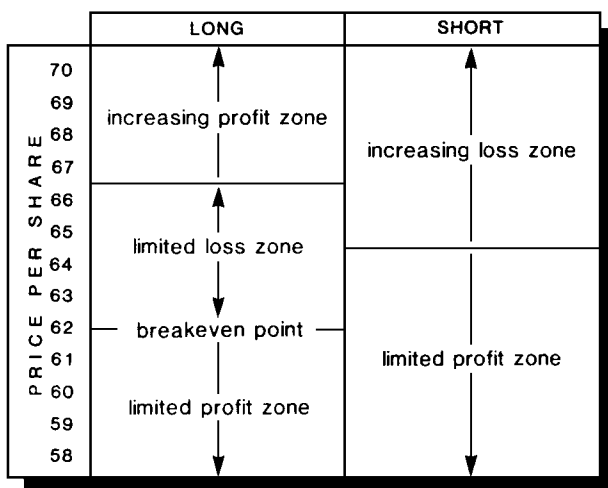 LONG
SHORT
PRICE PER SHARE
70
69
68
67
66
65
64
63
62
61
60
59
58
increasing profit zone
limited loss zone
breakeven point
limited profit zone
increasing loss zone
limited profit zone